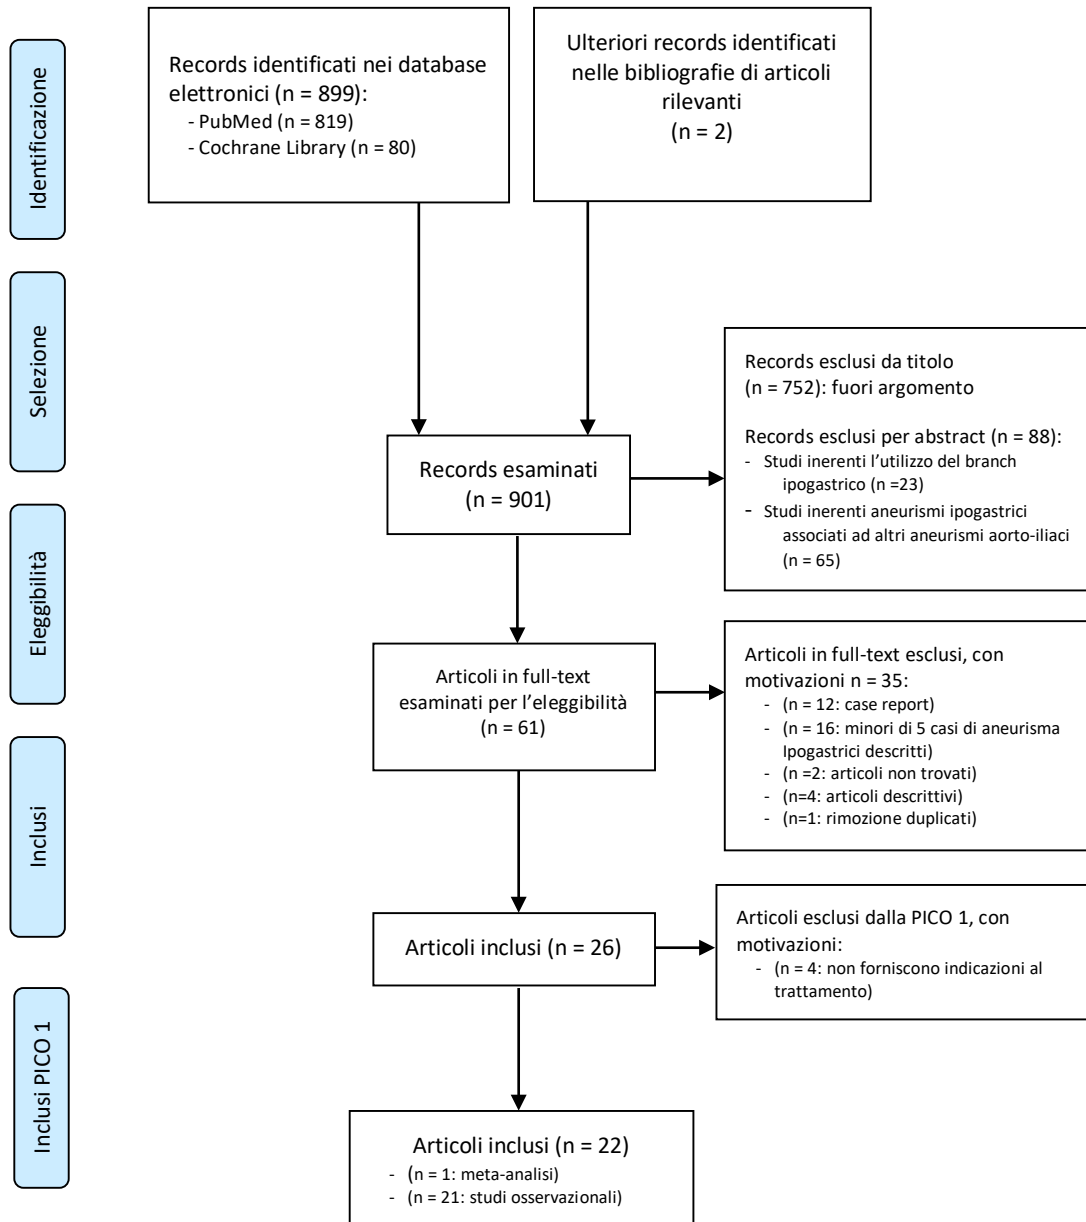 Identificazione
Records identificati nei database
elettronici (n = 899):
- PubMed (n = 819)
- Cochrane Library (n = 80)
Ulteriori records identificati
nelle bibliografie di articoli
rilevanti
(n = 2)
Selezione
Records esaminati
(n = 901)
Records esclusi da titolo
(n = 752): fuori argomento
Records esclusi per abstract (n = 88):
- Studi inerenti l’utilizzo del branch
ipogastrico (n =23)
- Studi inerenti aneurismi ipogastrici
associati ad altri aneurismi aorto-iliaci
(n = 65)
Eleggibilità
Articoli in full-text
esaminati per l’eleggibilità
(n = 61)
Articoli in full-text esclusi, con
motivazioni n = 35:
- (n = 12: case report)
- (n = 16: minori di 5 casi di aneurisma
Ipogastrici descritti)
- (n =2: articoli non trovati)
- (n=4: articoli descrittivi)
- (n=1: rimozione duplicati)
Inclusi
Articoli inclusi (n = 26)
Articoli esclusi dalla PICO 1, con
motivazioni:
- (n = 4: non forniscono indicazioni al
trattamento)
Inclusi PICO 1
Articoli inclusi (n = 22)
- (n = 1: meta-analisi)
- (n = 21: studi osservazionali)